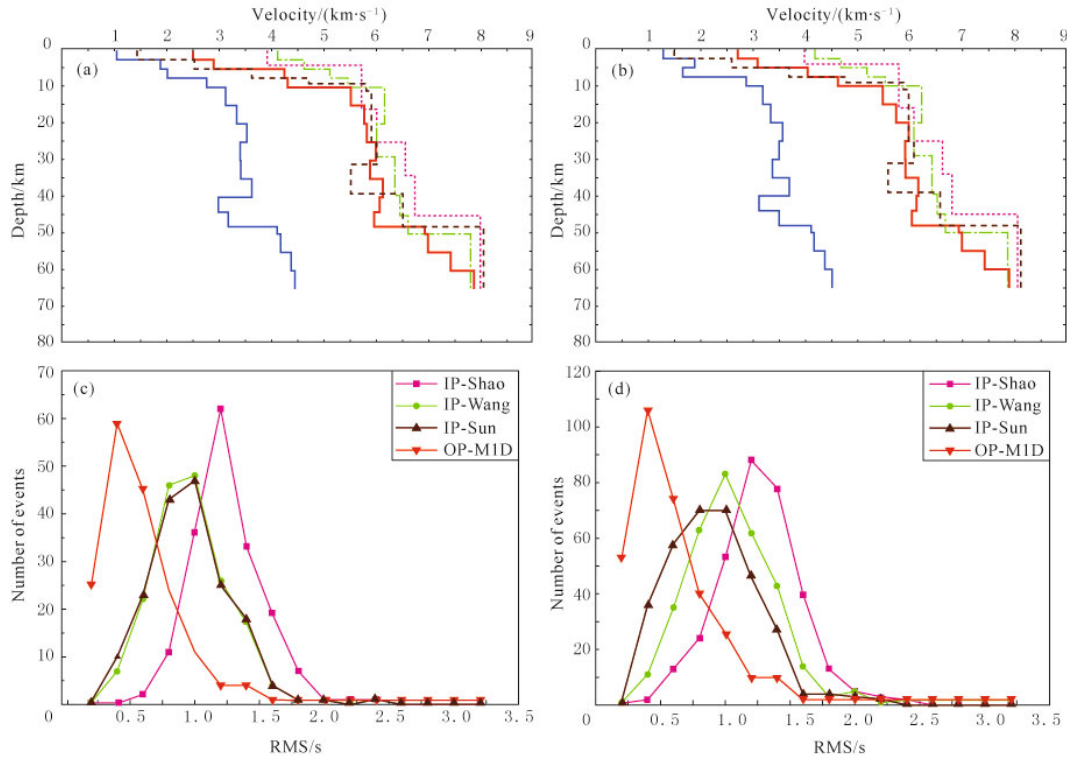 Velocity/(km·s⁻¹)
1 2 3 4 5 6 7 8 9
Velocity/(km·s⁻¹)
1 2 3 4 5 6 7 8 9
0
10
20
30
40
50
60
70
80
Depth/km
(a)
0
10
20
30
40
50
60
70
80
Depth/km
(b)
70
60
50
40
30
20
10
0
Number of events
(c)
IP-Shao
IP-Wang
IP-Sun
OP-M1D
0.5 1.0 1.5 2.0 2.5 3.0 3.5
RMS/s
120
100
80
60
40
20
0
Number of events
(d)
IP-Shao
IP-Wang
IP-Sun
OP-M1D
0.5 1.0 1.5 2.0 2.5 3.0 3.5
RMS/s